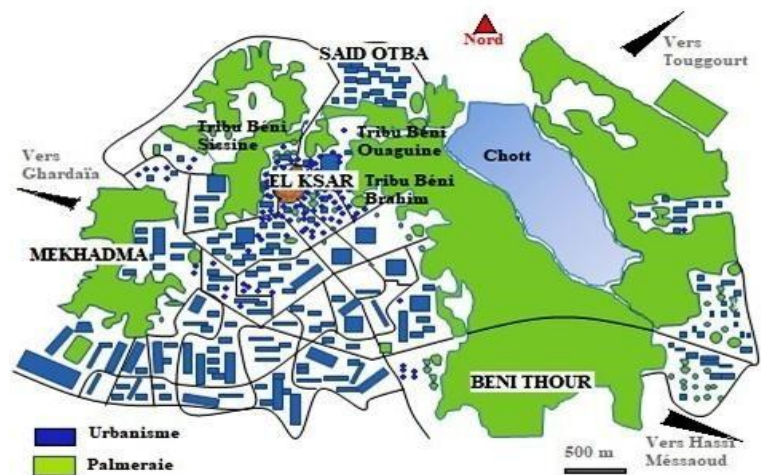 Nord
Vers
Touggourt
SAID OTBA
Tribu Béni
Sissine
Tribu Béni
Ouaguine
Chott
Vers
Ghardaïa
EL KSAR
Tribu Béni
Brahim
MEKHADMA
BENI THOUR
Urbanisme
Palmeraie
500 m
Vers Hassi
Méssaoud